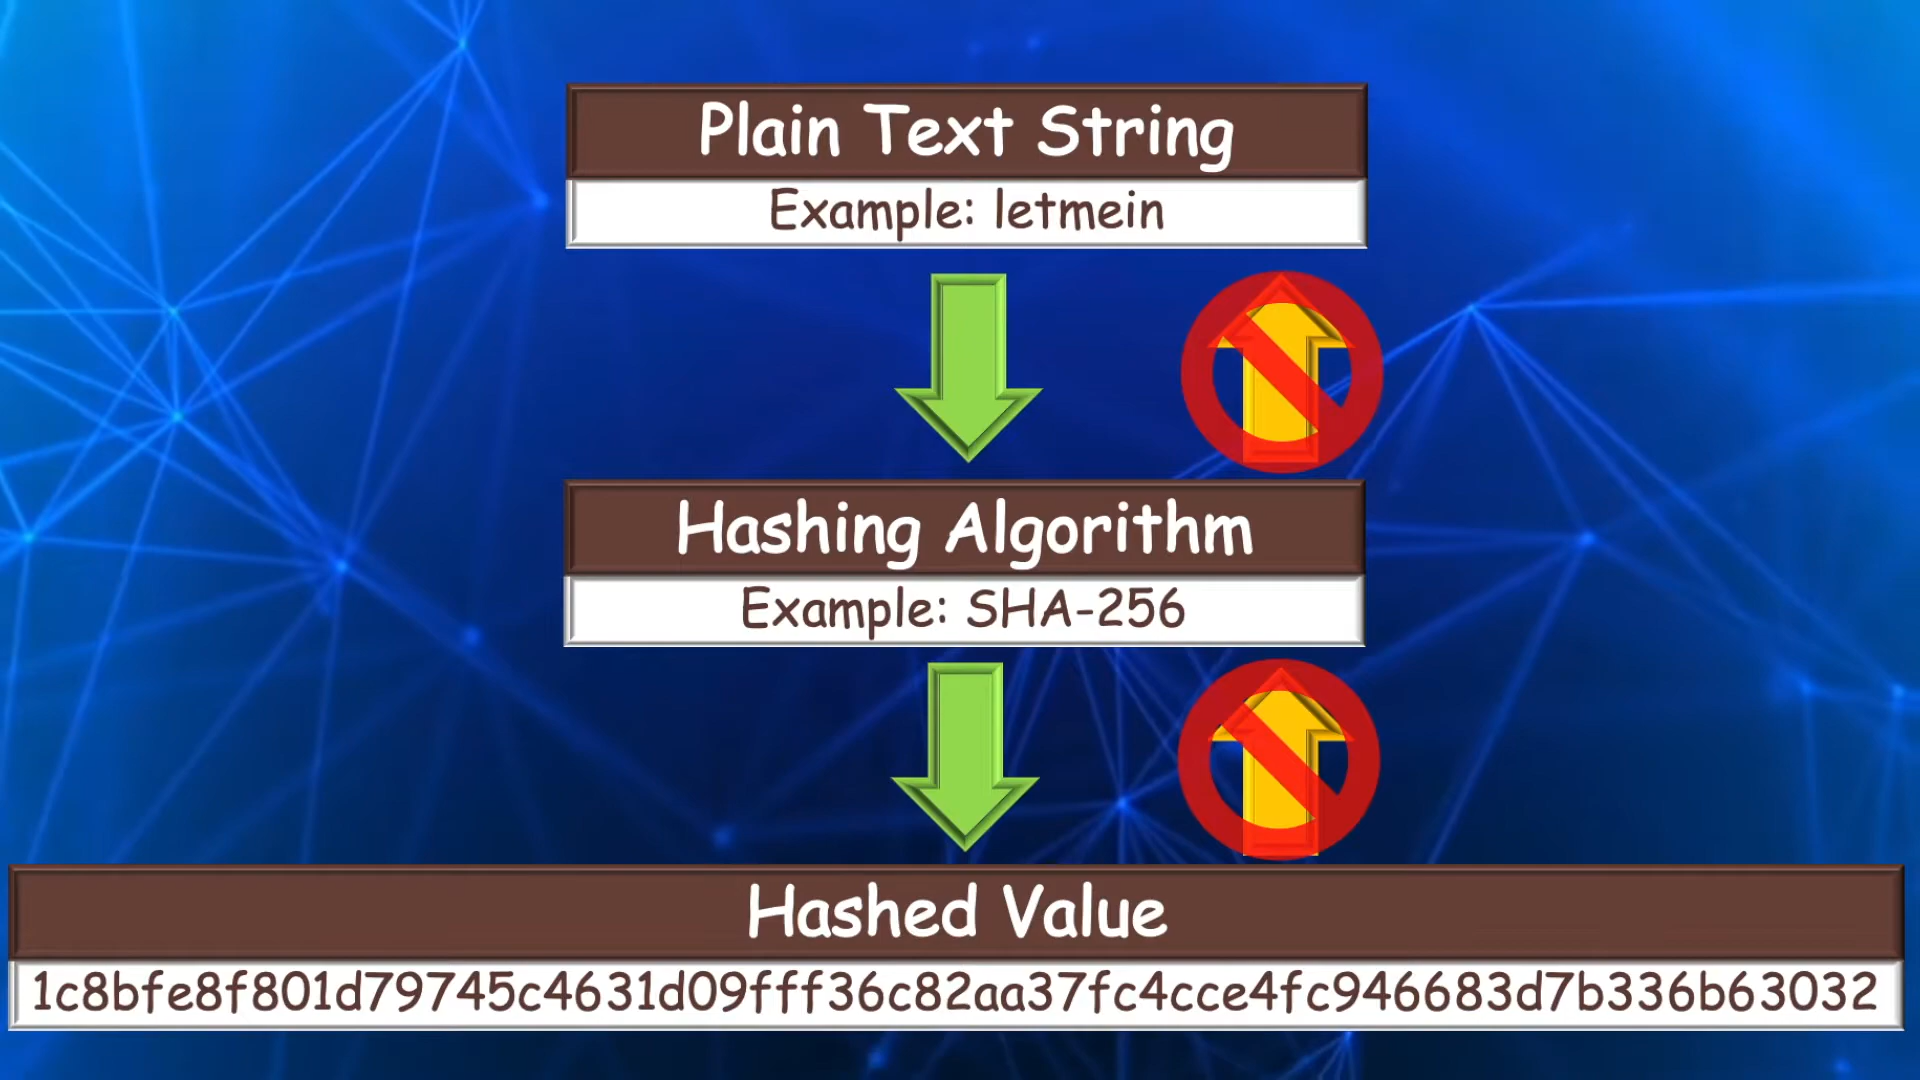 Plain Text String
Example: letmein
Hashing Algorithm
Example: SHA-256
Hashed Value
1c8bfe8f801d79745c4631d09fff36c82aa37fc4cce4fc946683d7b336b63032